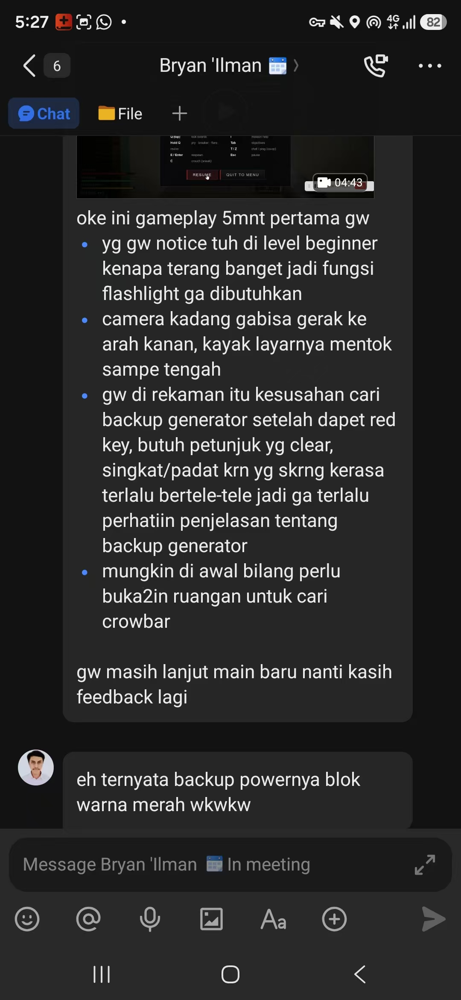 5:27
4G
82
6
Bryan 'Ilman
Chat
File
Q (tap) lock boards
mission help
Hold Q pry · breaker · flare
Tab objectives
revive
T / Z chat / ping (co-op)
E / Enter respawn
Esc pause
C crouch (sneak)
RESUME
QUIT TO MENU
04:43
oke ini gameplay 5mnt pertama gw
• yg gw notice tuh di level beginner
kenapa terang banget jadi fungsi
flashlight ga dibutuhkan
• camera kadang gabisa gerak ke
arah kanan, kayak layarnya mentok
sampe tengah
• gw di rekaman itu kesusahan cari
backup generator setelah dapet red
key, butuh petunjuk yg clear,
singkat/padat krn yg skrng kerasa
terlalu bertele-tele jadi ga terlalu
perhatiin penjelasan tentang
backup generator
• mungkin di awal bilang perlu
buka2in ruangan untuk cari
crowbar
gw masih lanjut main baru nanti kasih
feedback lagi
eh ternyata backup powernya blok
warna merah wkwkw
Message Bryan 'Ilman In meeting
Aa